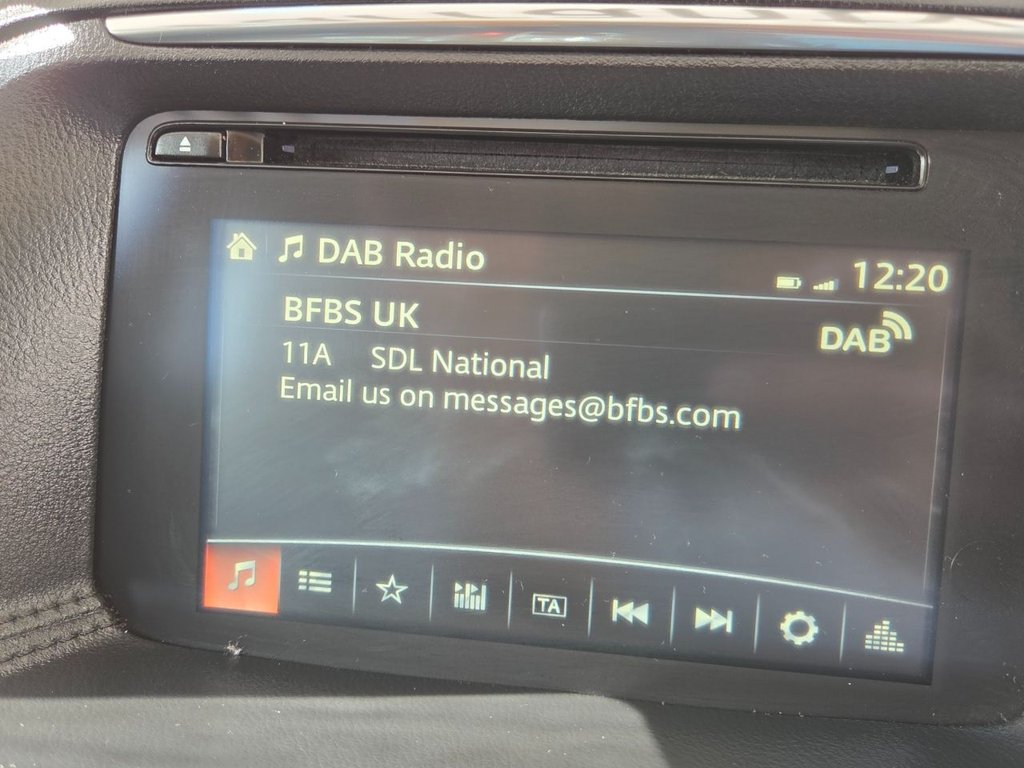 DAB Radio
12:20
BFBS UK
DAB
11A SDL National
Email us on messages@bfbs.com
TA